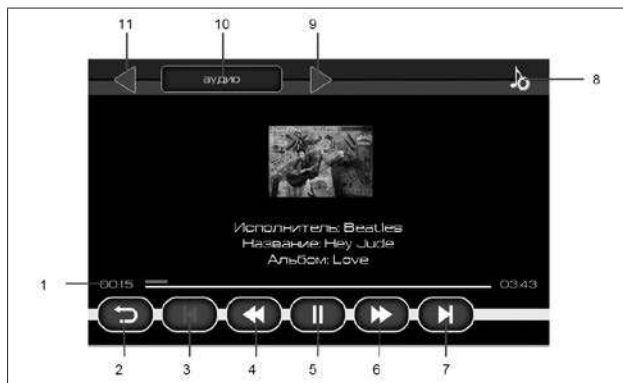 11 10 9
аудио
8
Исполнитель: Beatles
Название: Hey Jude
Альбом: Love
1 00:15 03:43
2 3 4 5 6 7